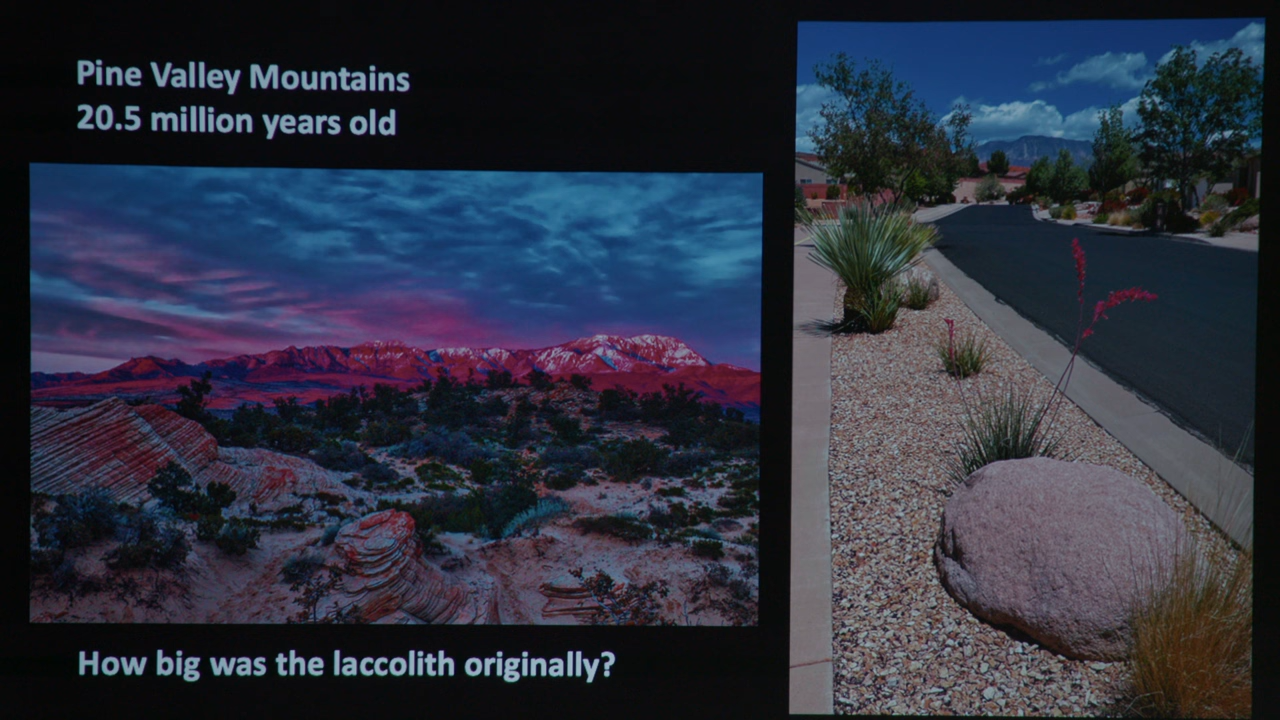 Pine Valley Mountains
20.5 million years old
How big was the laccolith originally?